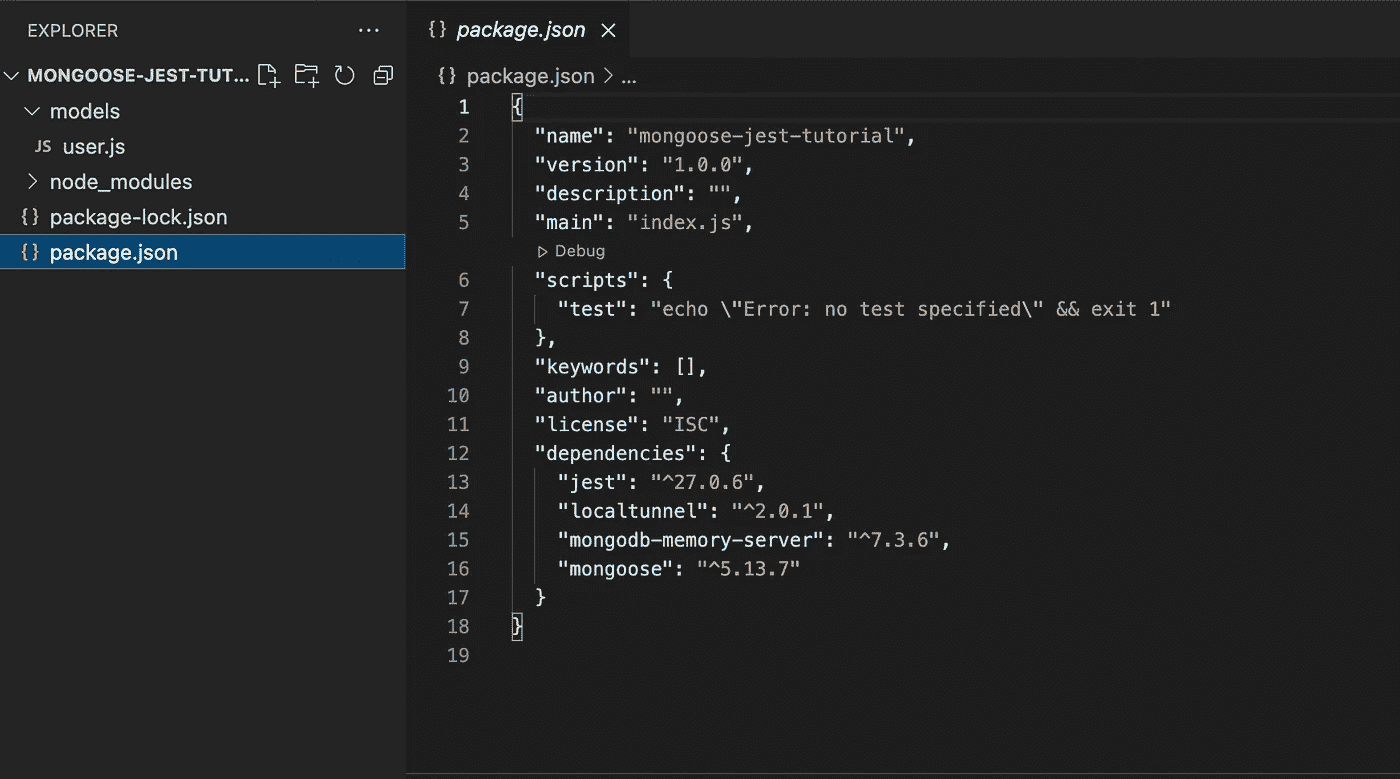 EXPLORER
MONGOOSE-JEST-TUT...
models
JS user.js
node_modules
{} package-lock.json
{} package.json
{} package.json
{} package.json > ...
1 {
2 "name": "mongoose-jest-tutorial",
3 "version": "1.0.0",
4 "description": "",
5 "main": "index.js",
Debug
6 "scripts": {
7 "test": "echo \"Error: no test specified\" && exit 1"
8 },
9 "keywords": [],
10 "author": "",
11 "license": "ISC",
12 "dependencies": {
13 "jest": "^27.0.6",
14 "localtunnel": "^2.0.1",
15 "mongodb-memory-server": "^7.3.6",
16 "mongoose": "^5.13.7"
17 }
18 }
19